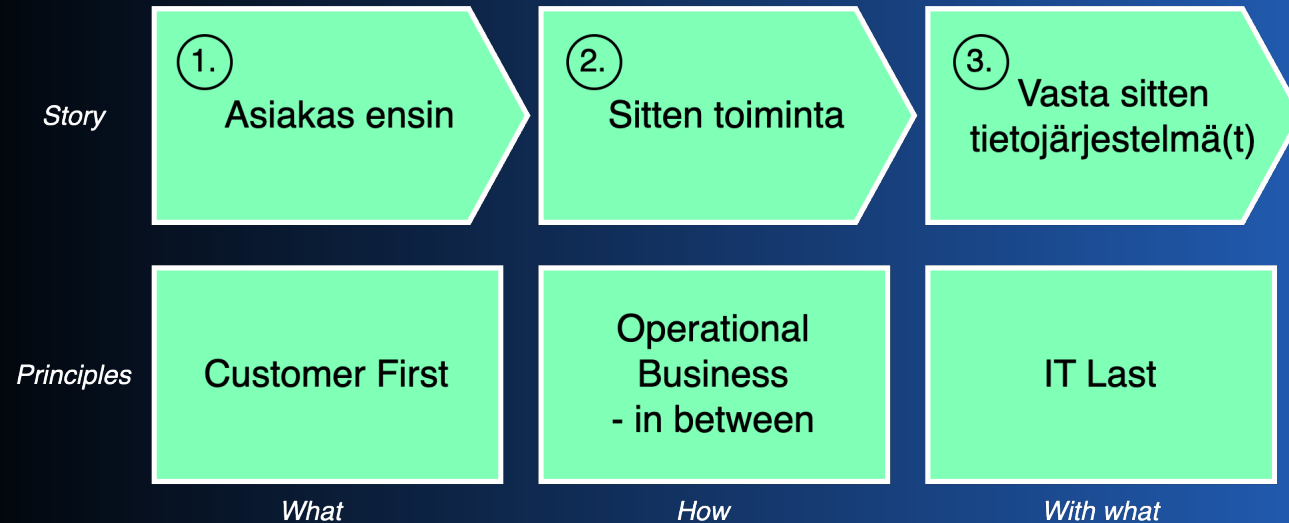 Story
1.
Asiakas ensin
2.
Sitten toiminta
3.
Vasta sitten
tietojärjestelmä(t)
Principles
Customer First
Operational
Business
- in between
IT Last
What
How
With what